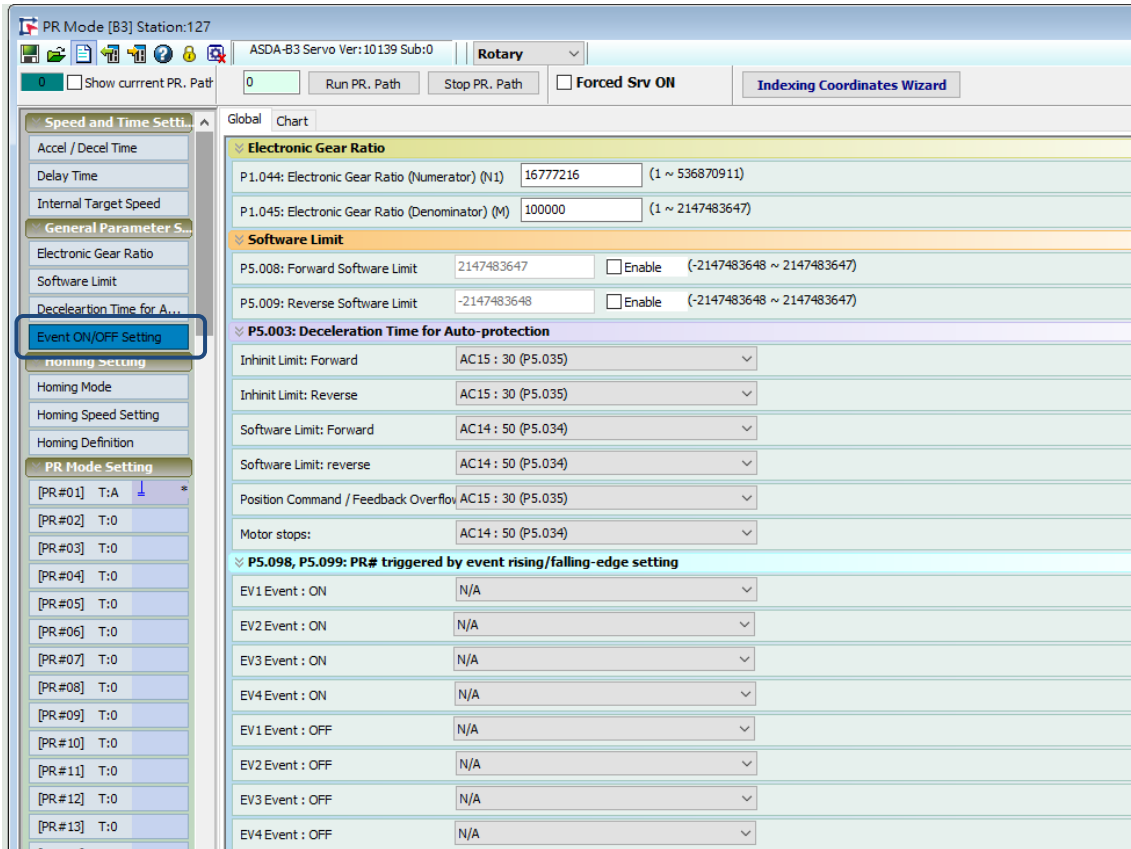 PR Mode [B3] Station:127
ASDA-B3 Servo Ver:10139 Sub:0
Rotary
0
Show currrent PR. Path
0
Run PR. Path
Stop PR. Path
Forced Srv ON
Indexing Coordinates Wizard
Speed and Time Setti...
Accel / Decel Time
Delay Time
Internal Target Speed
General Parameter S...
Electronic Gear Ratio
Software Limit
Deceleartion Time for A...
Event ON/OFF Setting
Homing Setting
Homing Mode
Homing Speed Setting
Homing Definition
PR Mode Setting
[PR#01] T:A *
[PR#02] T:0
[PR#03] T:0
[PR#04] T:0
[PR#05] T:0
[PR#06] T:0
[PR#07] T:0
[PR#08] T:0
[PR#09] T:0
[PR#10] T:0
[PR#11] T:0
[PR#12] T:0
[PR#13] T:0
Global
Chart
Electronic Gear Ratio
P1.044: Electronic Gear Ratio (Numerator) (N1) 16777216 (1 ~ 536870911)
P1.045: Electronic Gear Ratio (Denominator) (M) 100000 (1 ~ 2147483647)
Software Limit
P5.008: Forward Software Limit 2147483647 Enable (-2147483648 ~ 2147483647)
P5.009: Reverse Software Limit -2147483648 Enable (-2147483648 ~ 2147483647)
P5.003: Deceleration Time for Auto-protection
Inhinit Limit: Forward AC15 : 30 (P5.035)
Inhinit Limit: Reverse AC15 : 30 (P5.035)
Software Limit: Forward AC14 : 50 (P5.034)
Software Limit: reverse AC14 : 50 (P5.034)
Position Command / Feedback Overflow AC15 : 30 (P5.035)
Motor stops: AC14 : 50 (P5.034)
P5.098, P5.099: PR# triggered by event rising/falling-edge setting
EV1 Event : ON N/A
EV2 Event : ON N/A
EV3 Event : ON N/A
EV4 Event : ON N/A
EV1 Event : OFF N/A
EV2 Event : OFF N/A
EV3 Event : OFF N/A
EV4 Event : OFF N/A